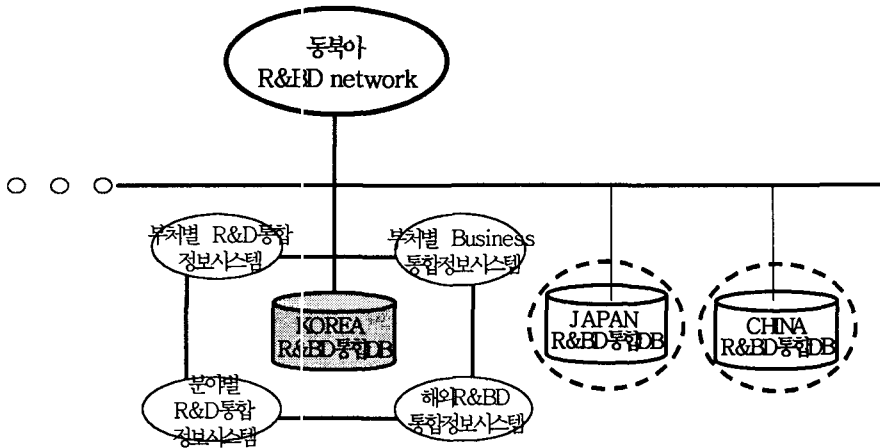 동북아
R&BD network
부처별 R&D통합
정보시스템
부처별 Business
통합정보시스템
KOREA
R&BD통합DB
JAPAN
R&BD통합DB
CHINA
R&BD통합DB
분야별
R&D통합
정보시스템
해외R&BD
통합정보시스템